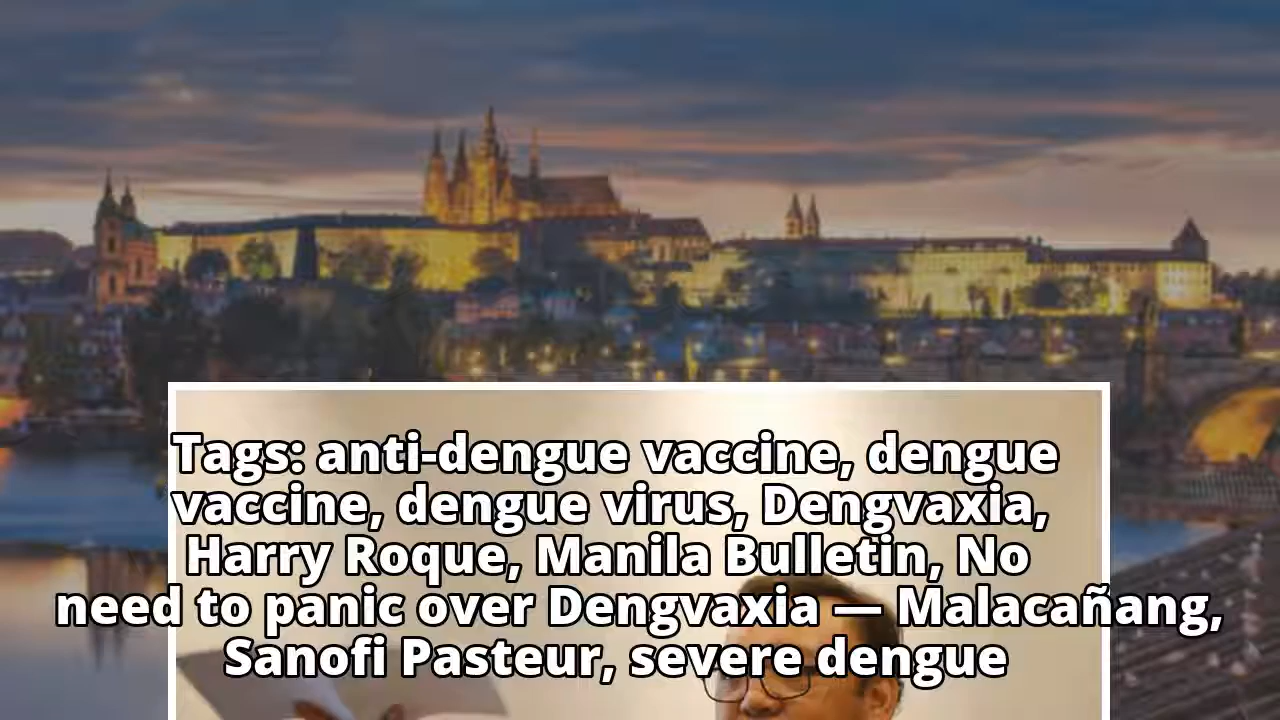 Tags: anti-dengue vaccine, dengue
vaccine, dengue virus, Dengvaxia,
Harry Roque, Manila Bulletin, No
need to panic over Dengvaxia — Malacañang,
Sanofi Pasteur, severe dengue